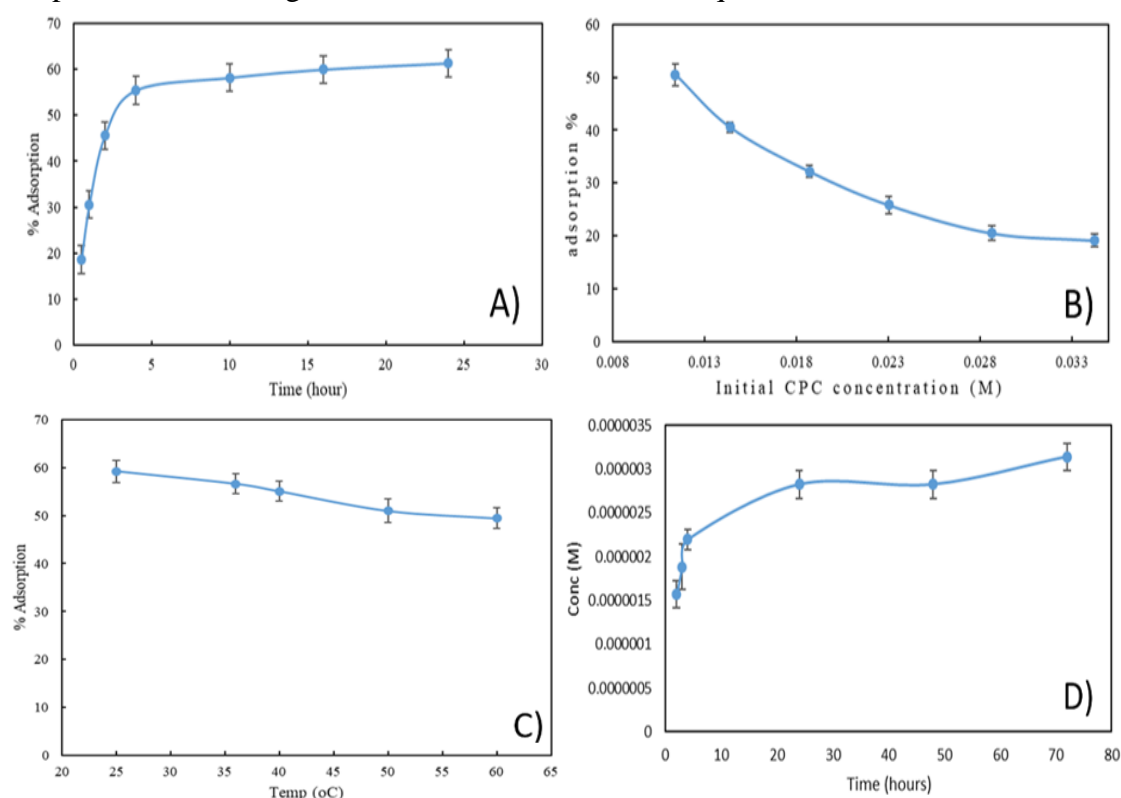 70
60
50
40
30
20
10
0
% Adsorption
0 5 10 15 20 25 30
Time (hour)
A)
60
50
40
30
20
10
0
adsorption %
0.008 0.013 0.018 0.023 0.028 0.033
Initial CPC concentration (M)
B)
70
60
50
40
30
20
10
0
% Adsorption
20 25 30 35 40 45 50 55 60 65
Temp (oC)
C)
0.0000035
0.000003
0.0000025
0.000002
0.0000015
0.000001
0.0000005
0
Conc (M)
0 10 20 30 40 50 60 70 80
Time (hours)
D)